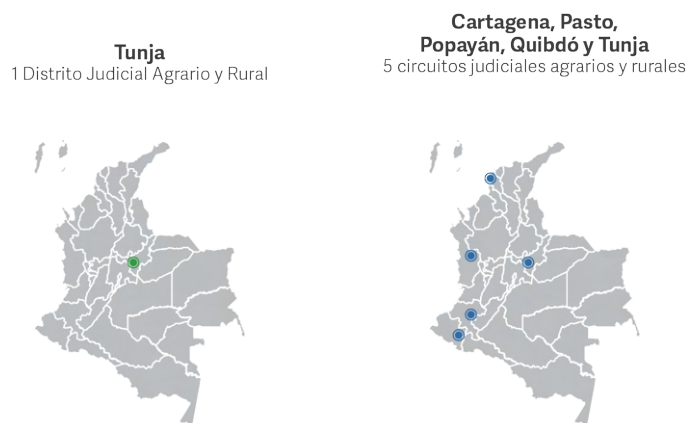 Tunja
1 Distrito Judicial Agrario y Rural
Cartagena, Pasto,
Popayán, Quibdó y Tunja
5 circuitos judiciales agrarios y rurales